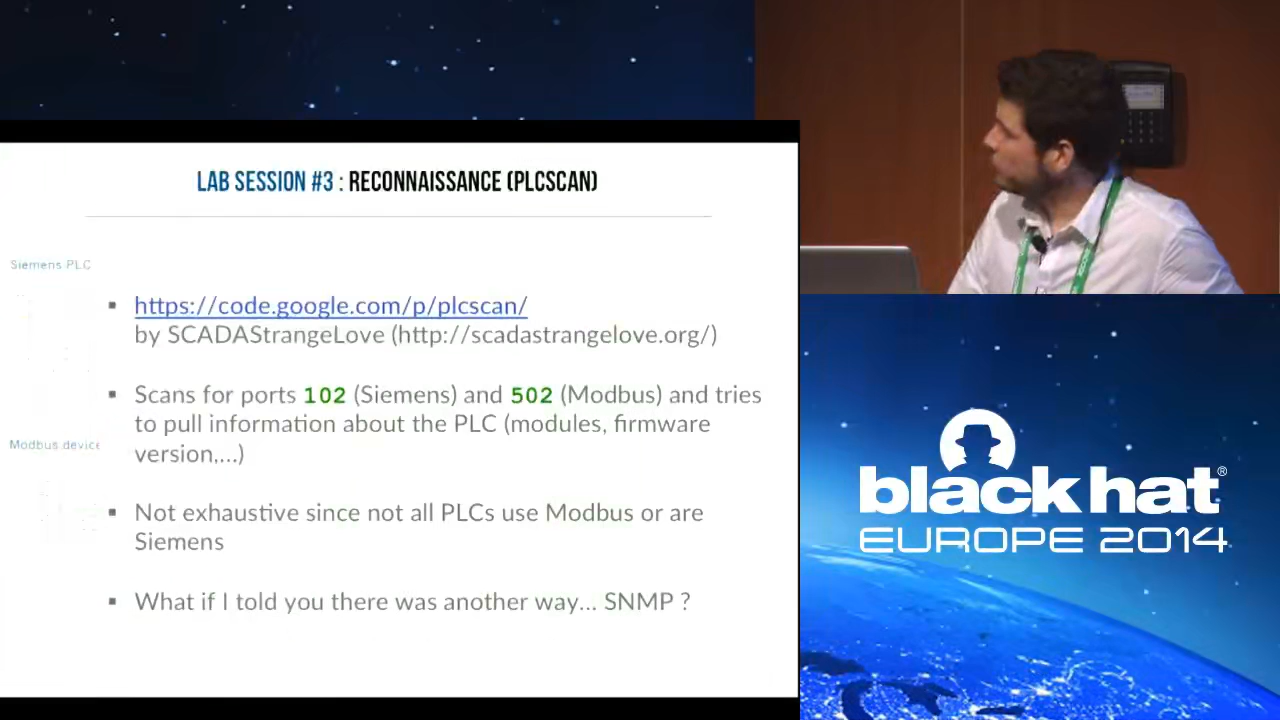 LAB SESSION #3 : RECONNAISSANCE (PLCSCAN)
Siemens PLC
▪ https://code.google.com/p/plcscan/
by SCADAStrangeLove (http://scadastrangelove.org/)
▪ Scans for ports 102 (Siemens) and 502 (Modbus) and tries
to pull information about the PLC (modules, firmware
version,...)
Modbus device
▪ Not exhaustive since not all PLCs use Modbus or are
Siemens
▪ What if I told you there was another way... SNMP ?
black hat®
EUROPE 2014